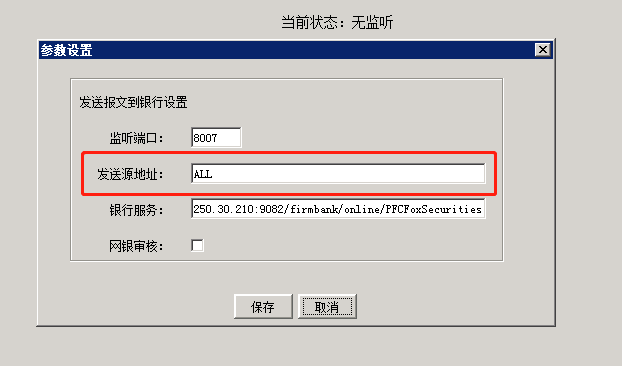 当前状态：无监听
参数设置
发送报文到银行设置
监听端口： 8007
发送源地址： ALL
银行服务： 250.30.210:9082/firmbank/online/PFCFoxSecurities
网银审核：
保存 取消